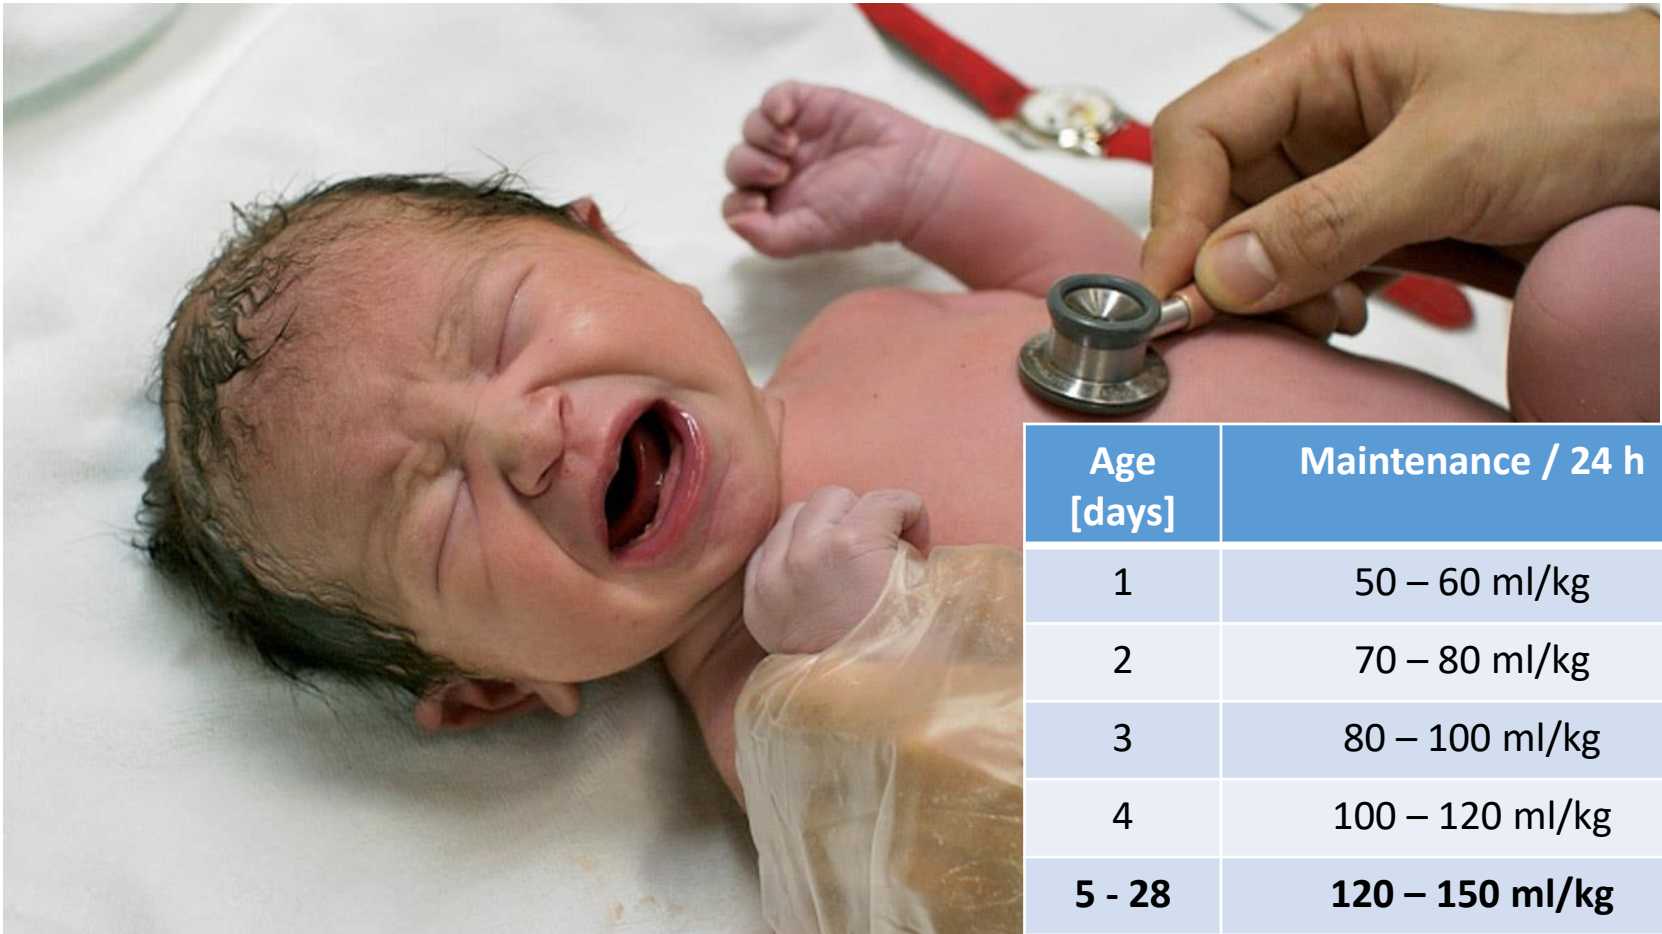 Age
[days]
Maintenance / 24 h
1
50 – 60 ml/kg
2
70 – 80 ml/kg
3
80 – 100 ml/kg
4
100 – 120 ml/kg
5 - 28
120 – 150 ml/kg